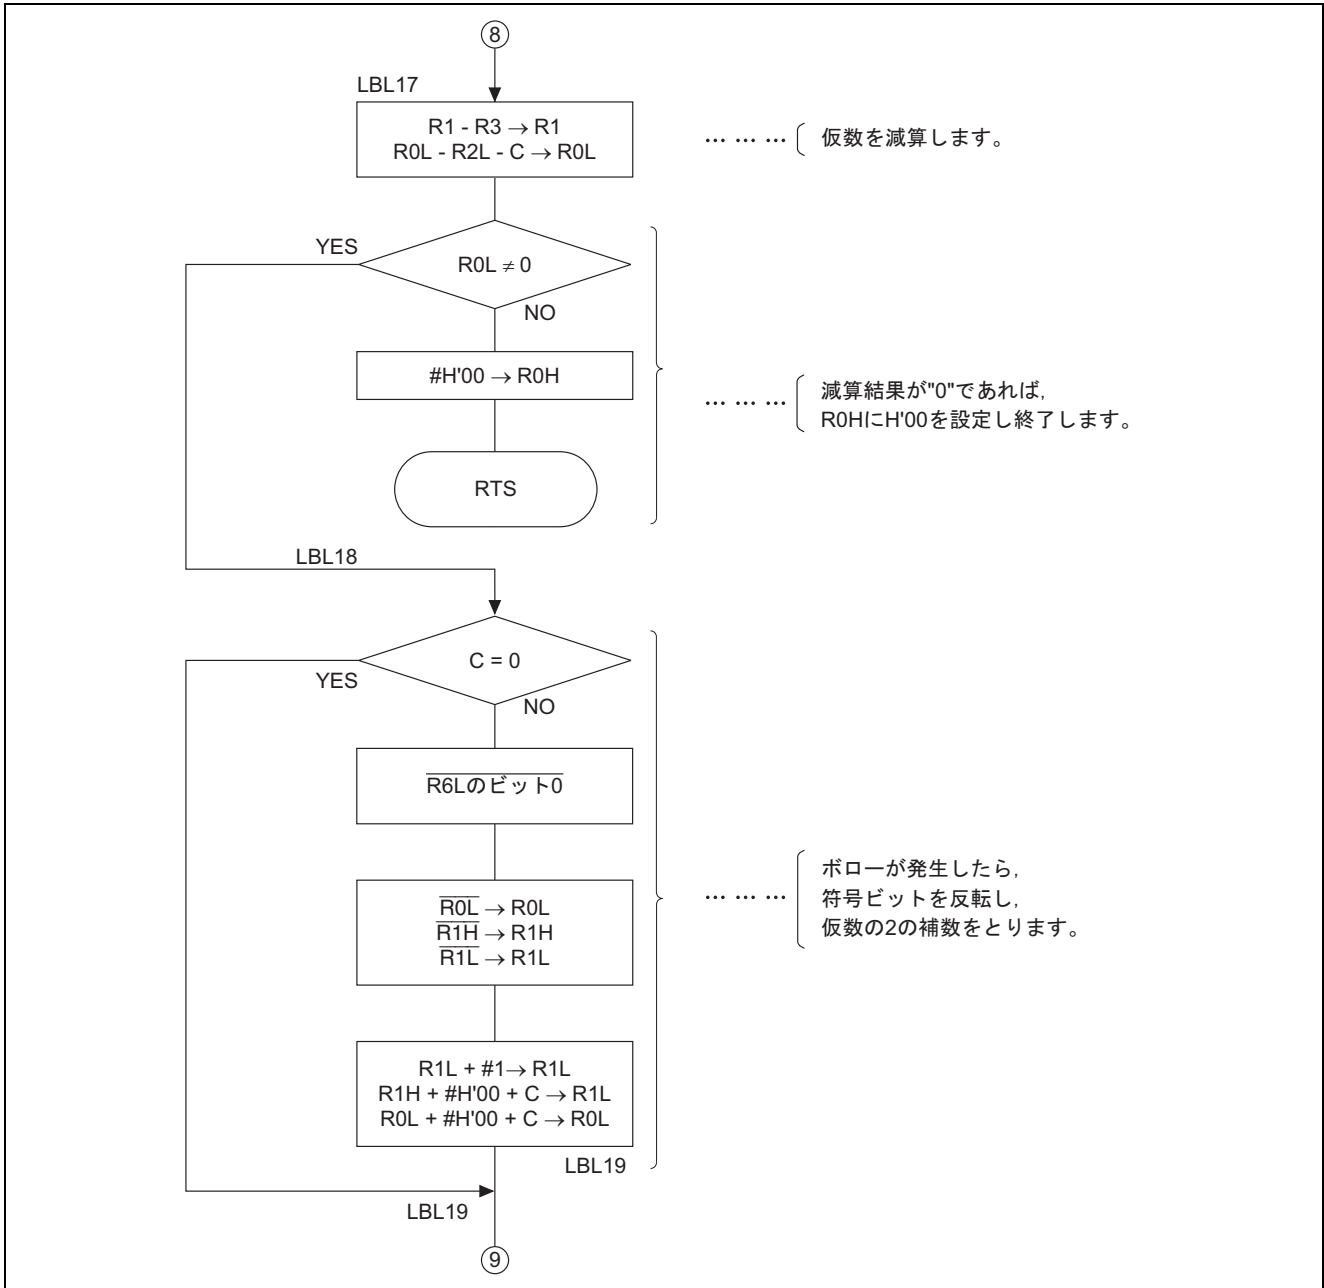 ⑧
LBL17
R1 - R3 → R1
R0L - R2L - C → R0L
… … … 仮数を減算します。
YES
R0L ≠ 0
NO
#H'00 → R0H
… … … 減算結果が"0"であれば,
R0HにH'00を設定し終了します。
RTS
LBL18
C = 0
YES
NO
R6Lのビット0
R0L → R0L
R1H → R1H
R1L → R1L
… … … ボローが発生したら,
符号ビットを反転し,
仮数の2の補数をとります。
R1L + #1→ R1L
R1H + #H'00 + C → R1L
R0L + #H'00 + C → R0L
LBL19
LBL19
⑨